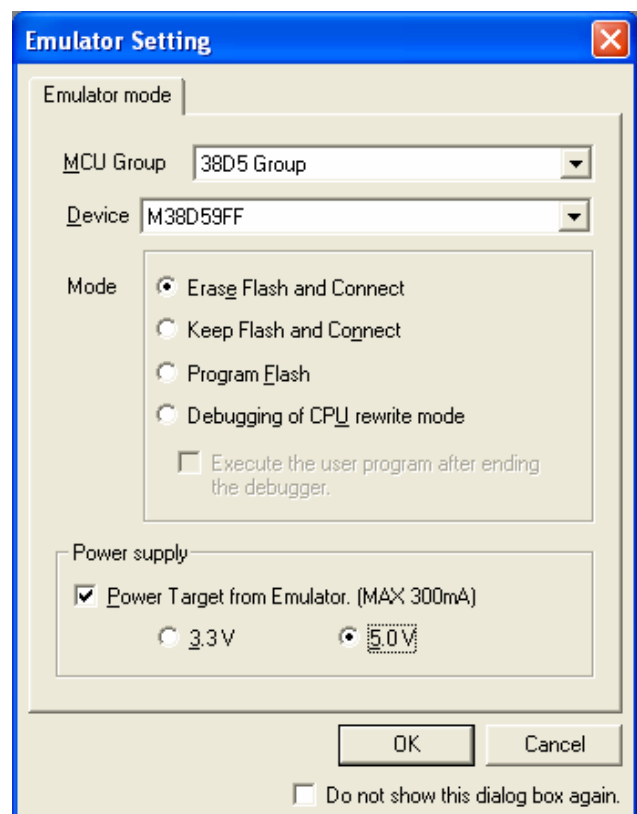 Emulator Setting
Emulator mode
MCU Group 38D5 Group
Device M38D59FF
Mode
Erase Flash and Connect
Keep Flash and Connect
Program Flash
Debugging of CPU rewrite mode
Execute the user program after ending
the debugger.
Power supply
Power Target from Emulator. (MAX 300mA)
3.3 V 5.0 V
OK Cancel
Do not show this dialog box again.